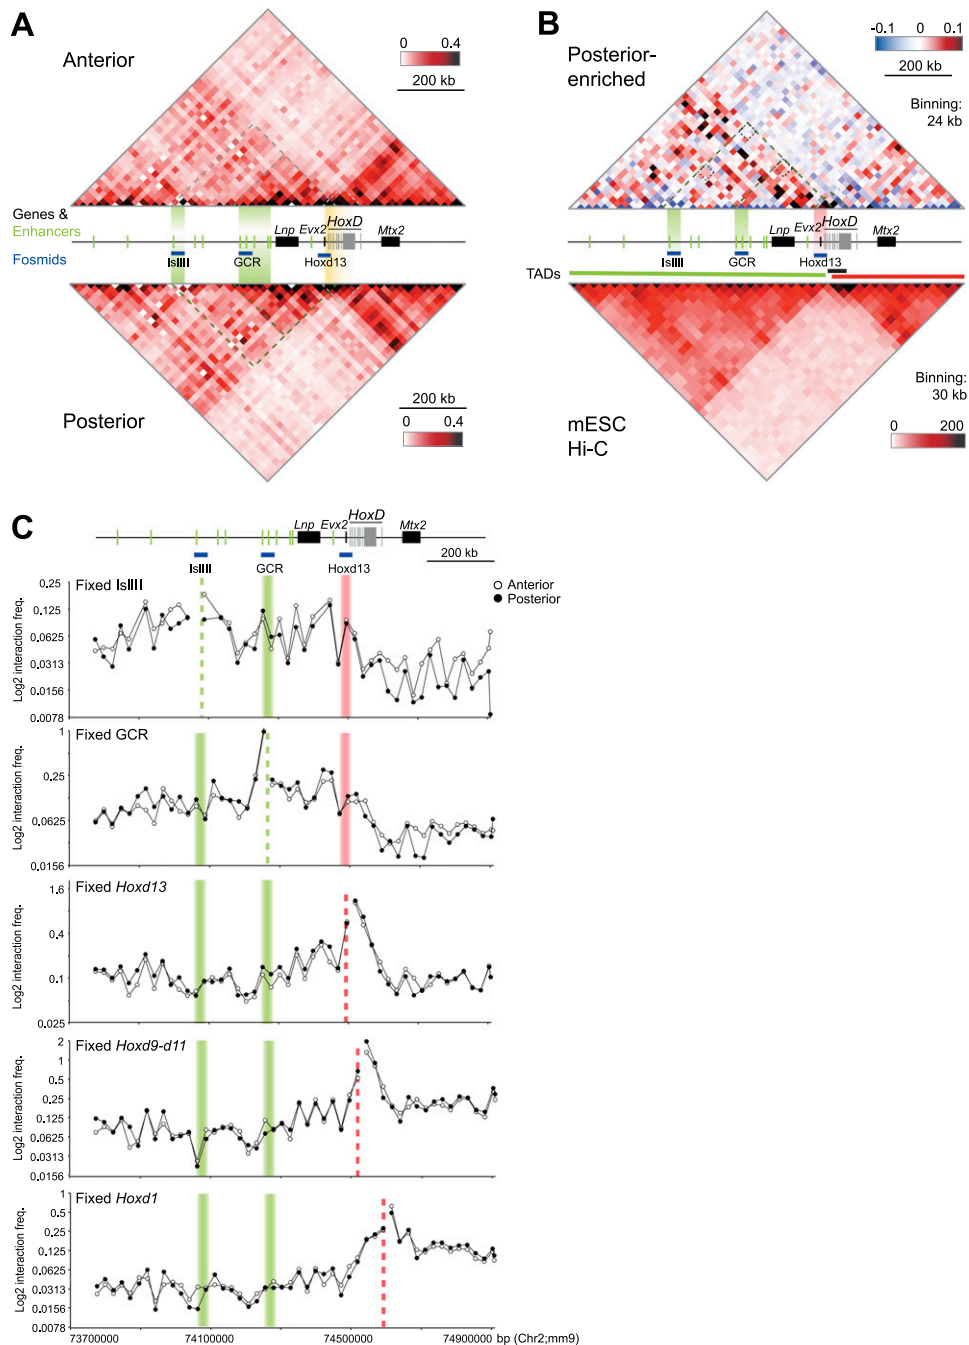 A
Anterior
0 0.4
200 kb
B
Posterior-
enriched
-0.1 0 0.1
200 kb
Binning:
24 kb
Genes &
Enhancers
Fosmids
Lnp Evx2 HoxD Mtx2
IsIIII GCR Hoxd13
Lnp Evx2 HoxD Mtx2
IsIIII GCR Hoxd13
TADs
Posterior
200 kb
0 0.4
mESC
Hi-C
Binning:
30 kb
0 200
C
Lnp Evx2 HoxD Mtx2
200 kb
IsIIII GCR Hoxd13
Anterior
Posterior
Fixed IsIIII
Log2 interaction freq.
0.25
0.125
0.0625
0.0313
0.0156
0.0078
Fixed GCR
Log2 interaction freq.
1
0.25
0.0625
0.0156
Fixed Hoxd13
Log2 interaction freq.
1.6
0.4
0.1
0.025
Fixed Hoxd9-d11
Log2 interaction freq.
2
1
0.5
0.25
0.125
0.0625
0.0313
0.0156
Fixed Hoxd1
Log2 interaction freq.
1
0.5
0.25
0.125
0.0625
0.0313
0.0156
0.0078
73700000 74100000 74500000 74900000 bp (Chr2;mm9)